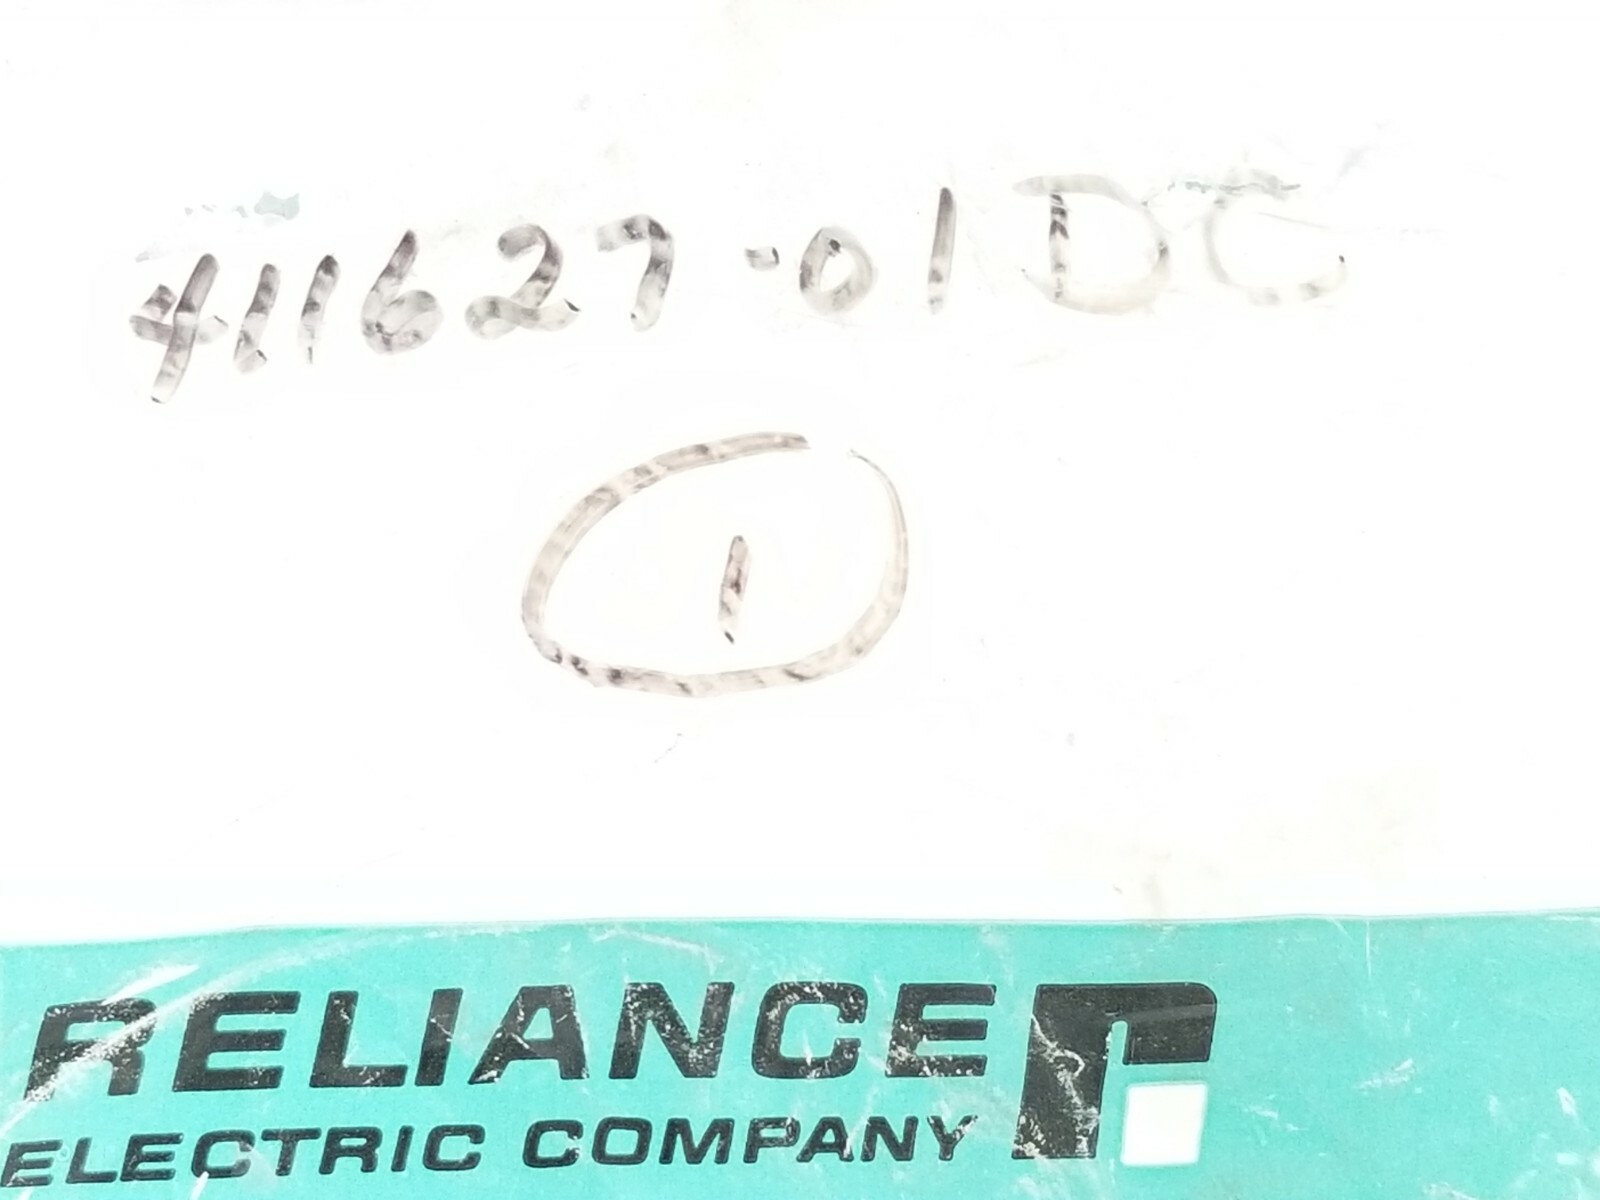 411627-01DC
1
RELIANCE
ELECTRIC COMPANY